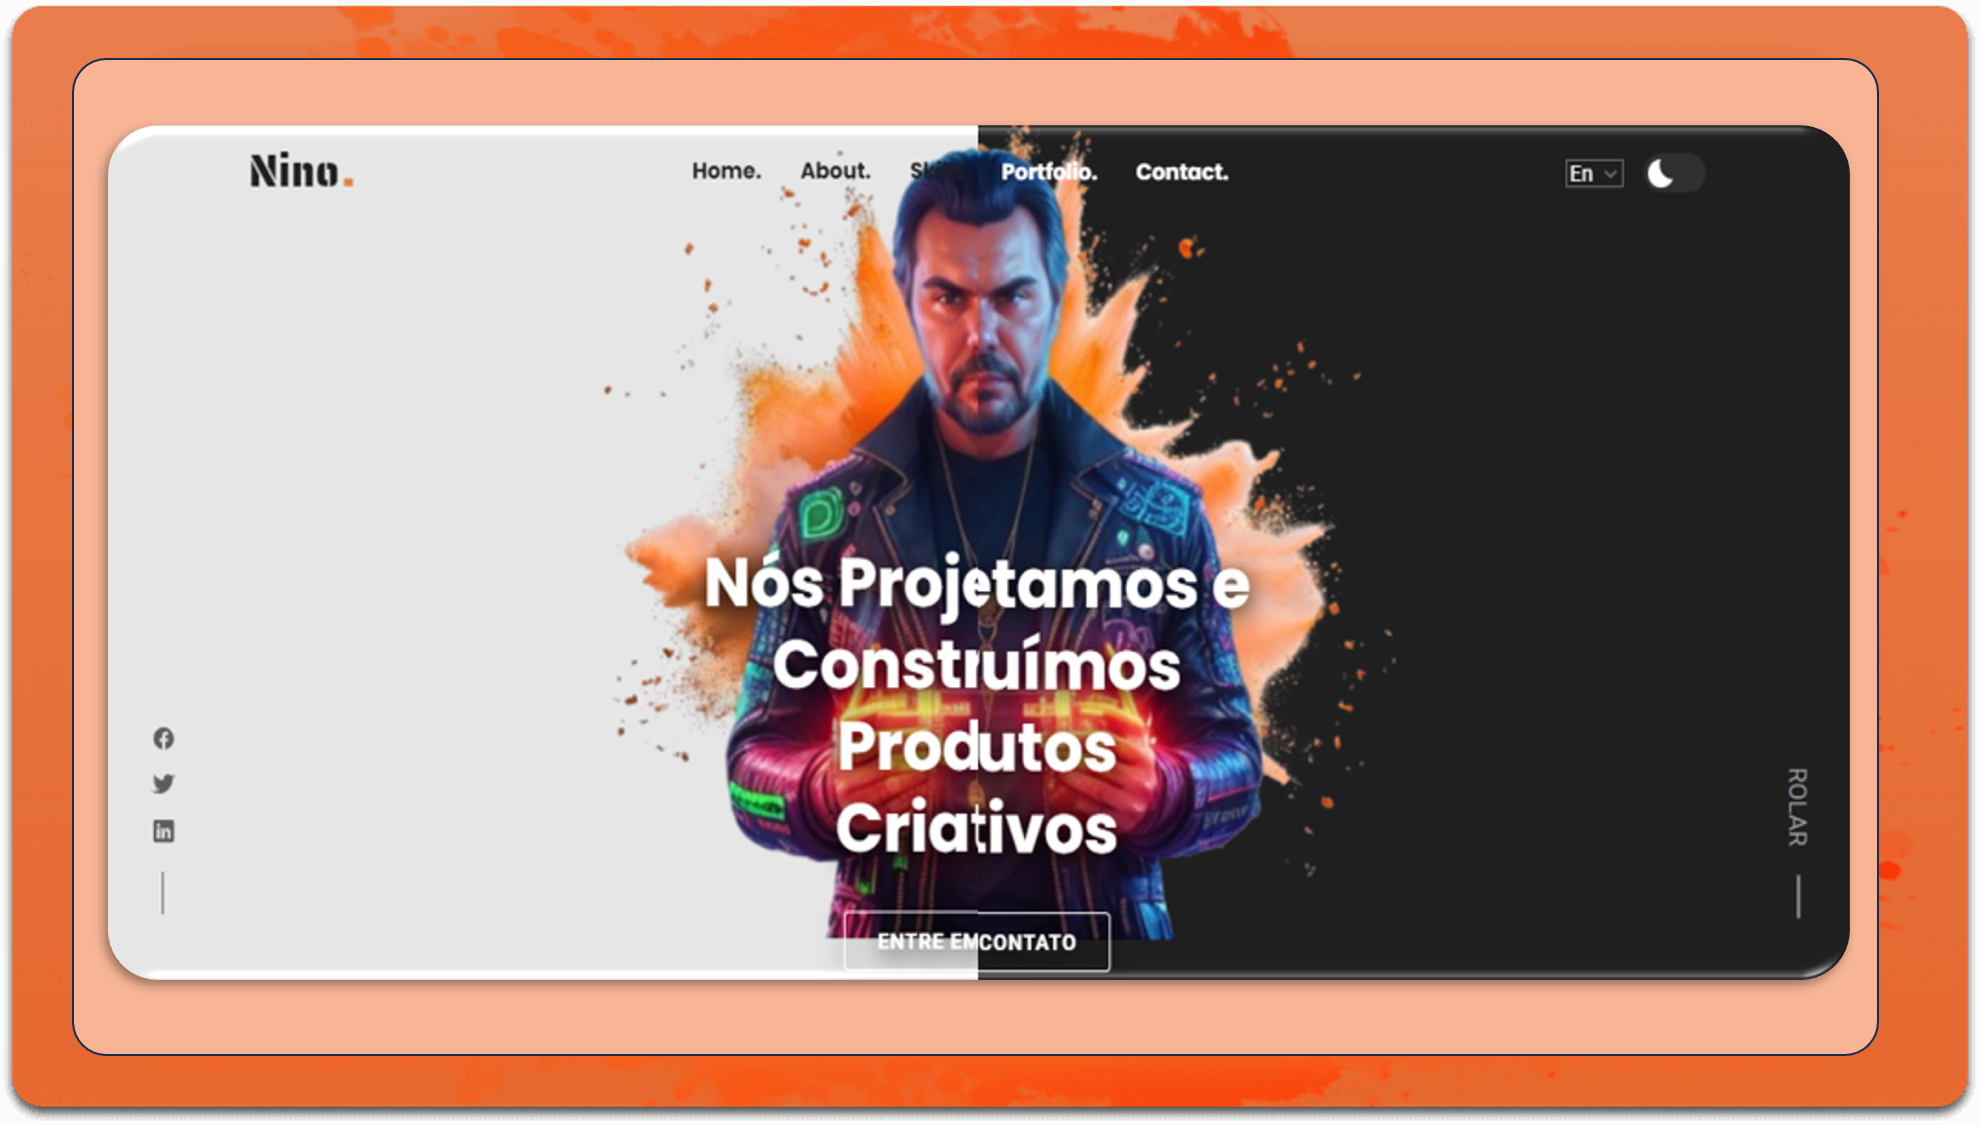 Nino.
Home. About. Portfolio. Contact.
En
Nós Projetamos e
Construímos
Produtos
Criativos
ENTRE EMCONTATO
ROLAR